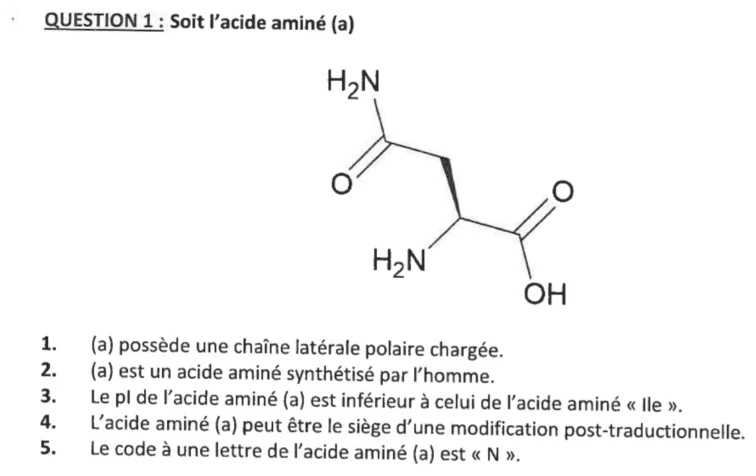 QUESTION 1 : Soit l'acide aminé (a)
H₂N
O
O
H₂N
OH
1. (a) possède une chaîne latérale polaire chargée.
2. (a) est un acide aminé synthétisé par l'homme.
3. Le pI de l'acide aminé (a) est inférieur à celui de l'acide aminé « Ile ».
4. L'acide aminé (a) peut être le siège d'une modification post-traductionnelle.
5. Le code à une lettre de l'acide aminé (a) est « N ».